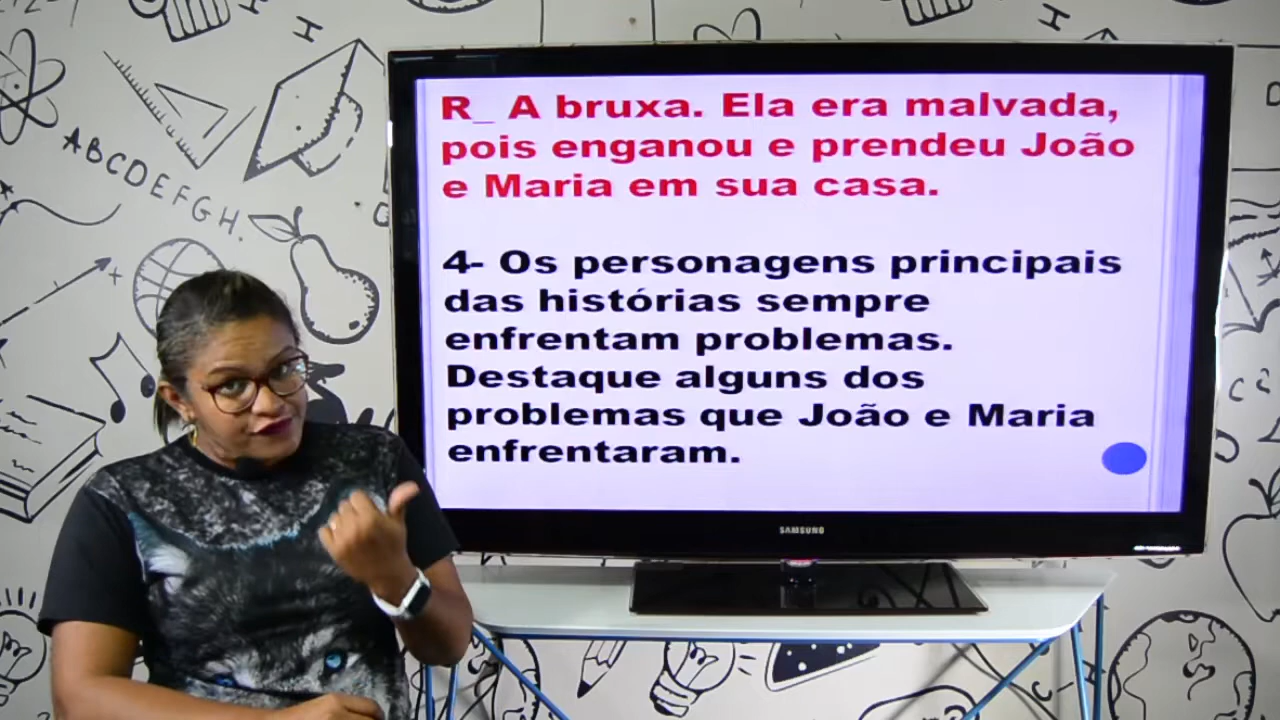 ABCDEFGH.
R_ A bruxa. Ela era malvada,
pois enganou e prendeu João
e Maria em sua casa.
4- Os personagens principais
das histórias sempre
enfrentam problemas.
Destaque alguns dos
problemas que João e Maria
enfrentaram.
SAMSUNG